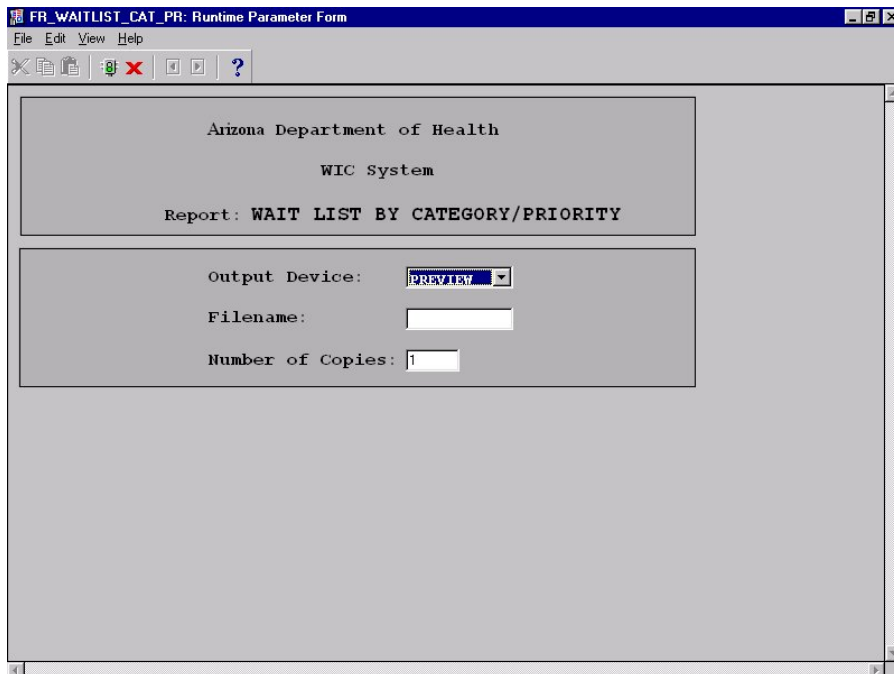 FR_WAITLIST_CAT_PR: Runtime Parameter Form
File Edit View Help
?
Arizona Department of Health
WIC System
Report: WAIT LIST BY CATEGORY/PRIORITY
Output Device: PREVIEW
Filename:
Number of Copies: 1